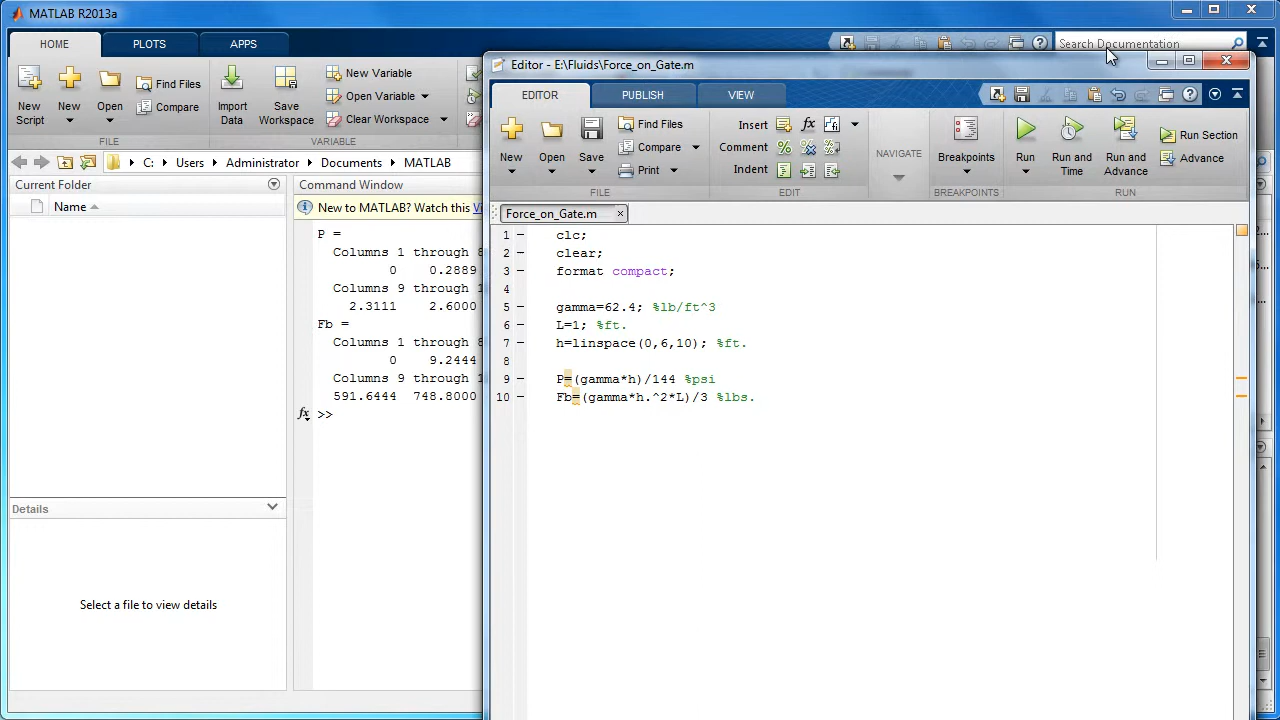 MATLAB R2013a
HOME
PLOTS
APPS
Search Documentation
New Script
New
Open
Find Files
Compare
Import Data
Save Workspace
New Variable
Open Variable
Clear Workspace
FILE
VARIABLE
C: Users Administrator Documents MATLAB
Current Folder
Name
Details
Select a file to view details
Command Window
New to MATLAB? Watch this
P =
Columns 1 through
0 0.2889
Columns 9 through
2.3111 2.6000
Fb =
Columns 1 through
0 9.2444
Columns 9 through
591.6444 748.8000
fx >>
Editor - E:\Fluids\Force_on_Gate.m
EDITOR
PUBLISH
VIEW
New
Open
Save
Find Files
Compare
Print
Insert
Comment
Indent
fx
NAVIGATE
Breakpoints
Run
Run and Time
Run and Advance
Run Section
Advance
FILE
EDIT
BREAKPOINTS
RUN
Force_on_Gate.m
1 clc;
2 clear;
3 format compact;
4
5 gamma=62.4; %lb/ft^3
6 L=1; %ft.
7 h=linspace(0,6,10); %ft.
8
9 P=(gamma*h)/144 %psi
10 Fb=(gamma*h.^2*L)/3 %lbs.